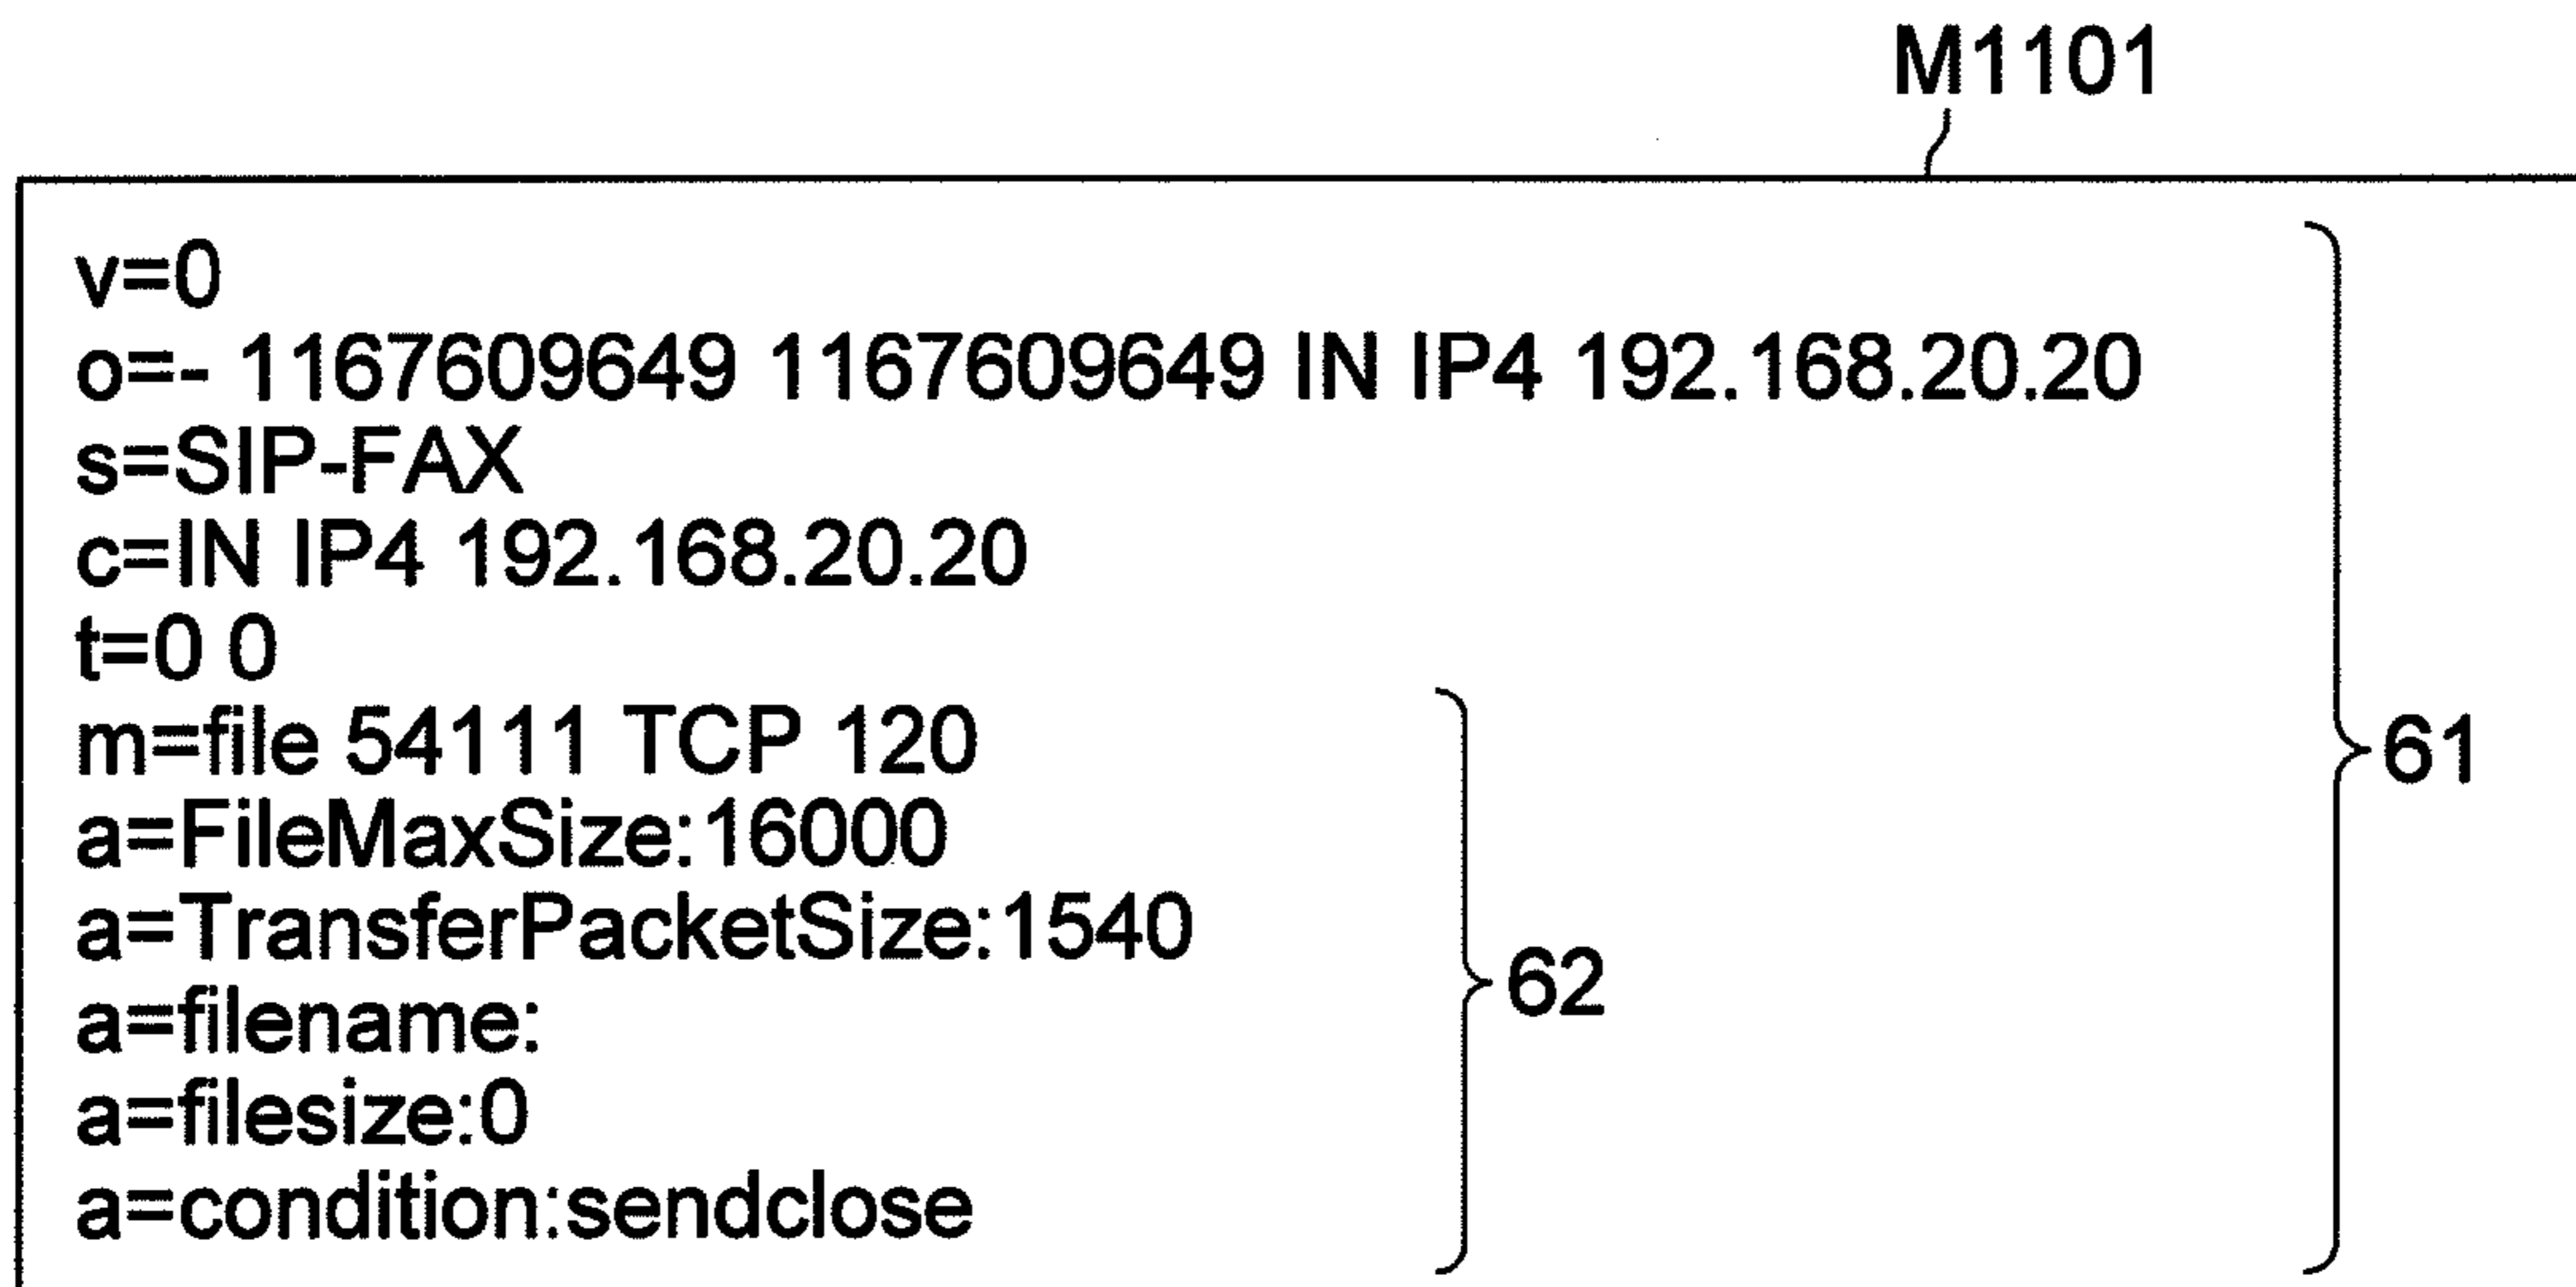 M1101
v=0
o=- 1167609649 1167609649 IN IP4 192.168.20.20
s=SIP-FAX
c=IN IP4 192.168.20.20
t=0 0
m=file 54111 TCP 120
61
a=FileMaxSize:16000
a=TransferPacketSize:1540
62
a=filename:
a=filesize:0
a=condition:sendclose